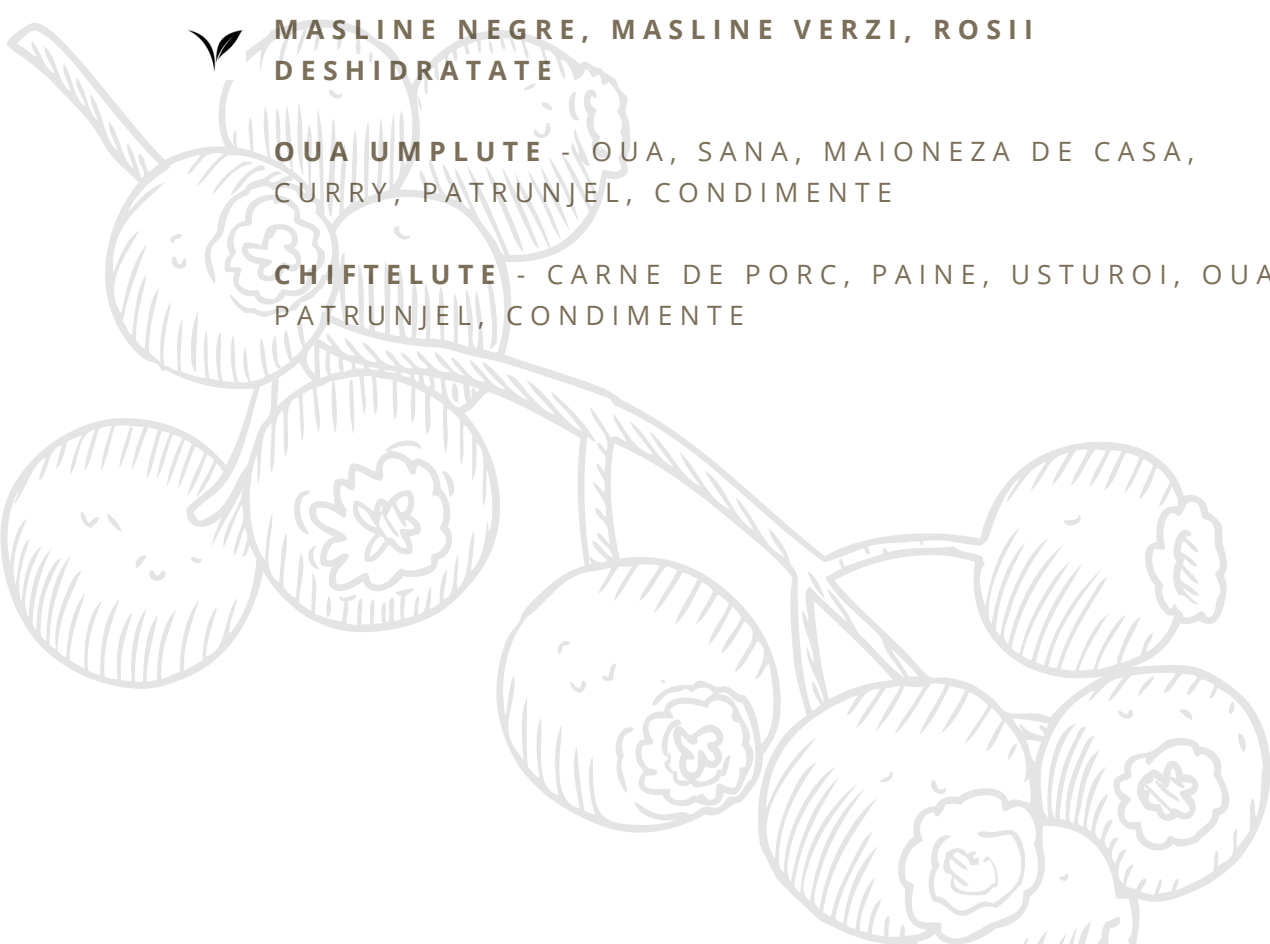 MASLINE NEGRE, MASLINE VERZI, ROSII
DESHIDRATATE
OUA UMPLUTE - OUA, SANA, MAIONEZA DE CASA,
CURRY, PATRUNJEL, CONDIMENTE
CHIFTELUTE - CARNE DE PORC, PAINE, USTUROI, OUA
PATRUNJEL, CONDIMENTE